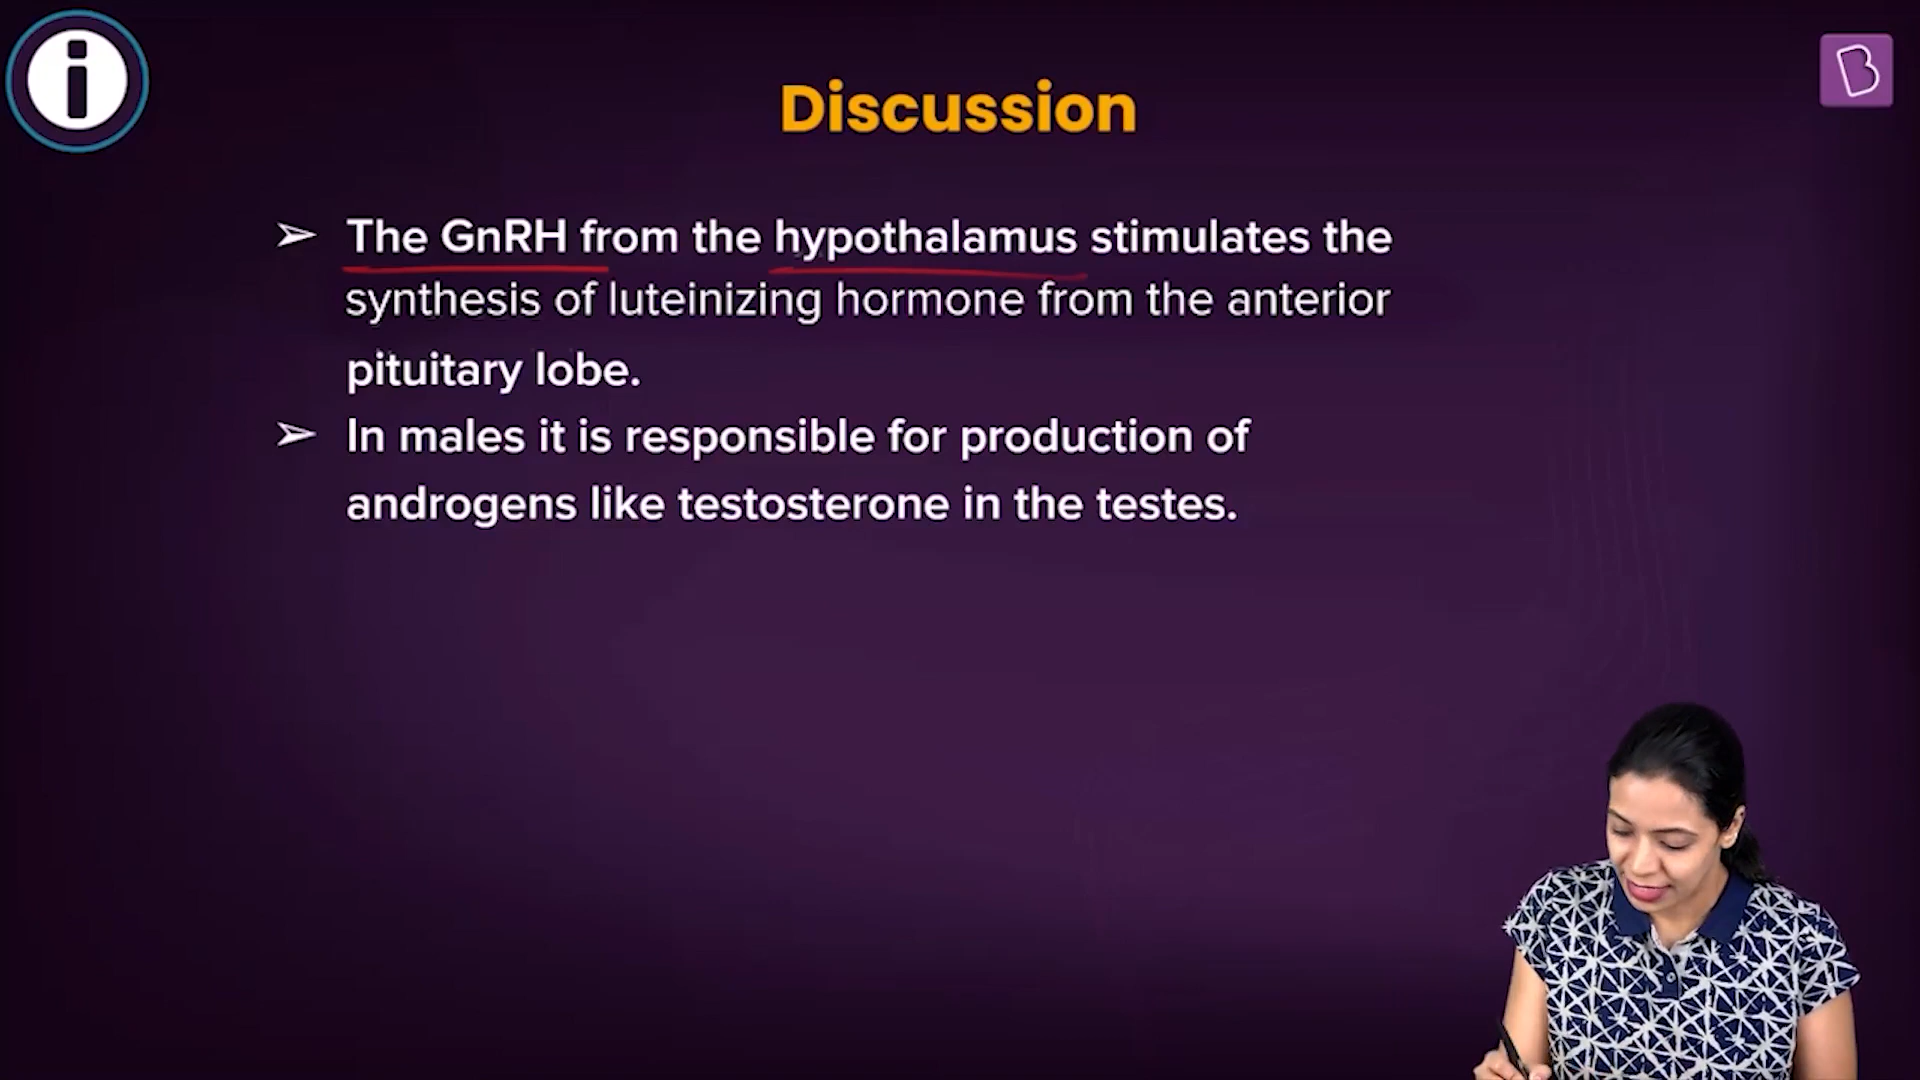 Discussion
➢ The GnRH from the hypothalamus stimulates the
synthesis of luteinizing hormone from the anterior
pituitary lobe.
➢ In males it is responsible for production of
androgens like testosterone in the testes.
i
B